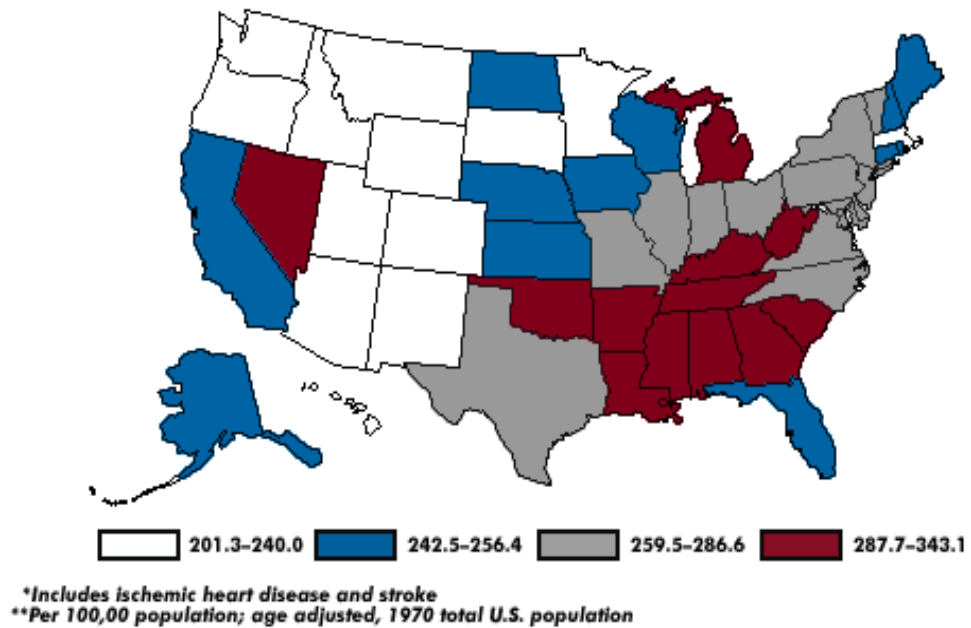 201.3–240.0 242.5–256.4 259.5–286.6 287.7–343.1
*Includes ischemic heart disease and stroke
**Per 100,00 population; age adjusted, 1970 total U.S. population